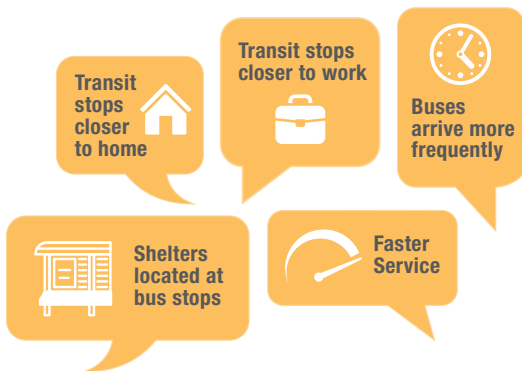 Transit
stops
closer
to home
Transit stops
closer to work
Buses
arrive more
frequently
Shelters
located at
bus stops
Faster
Service